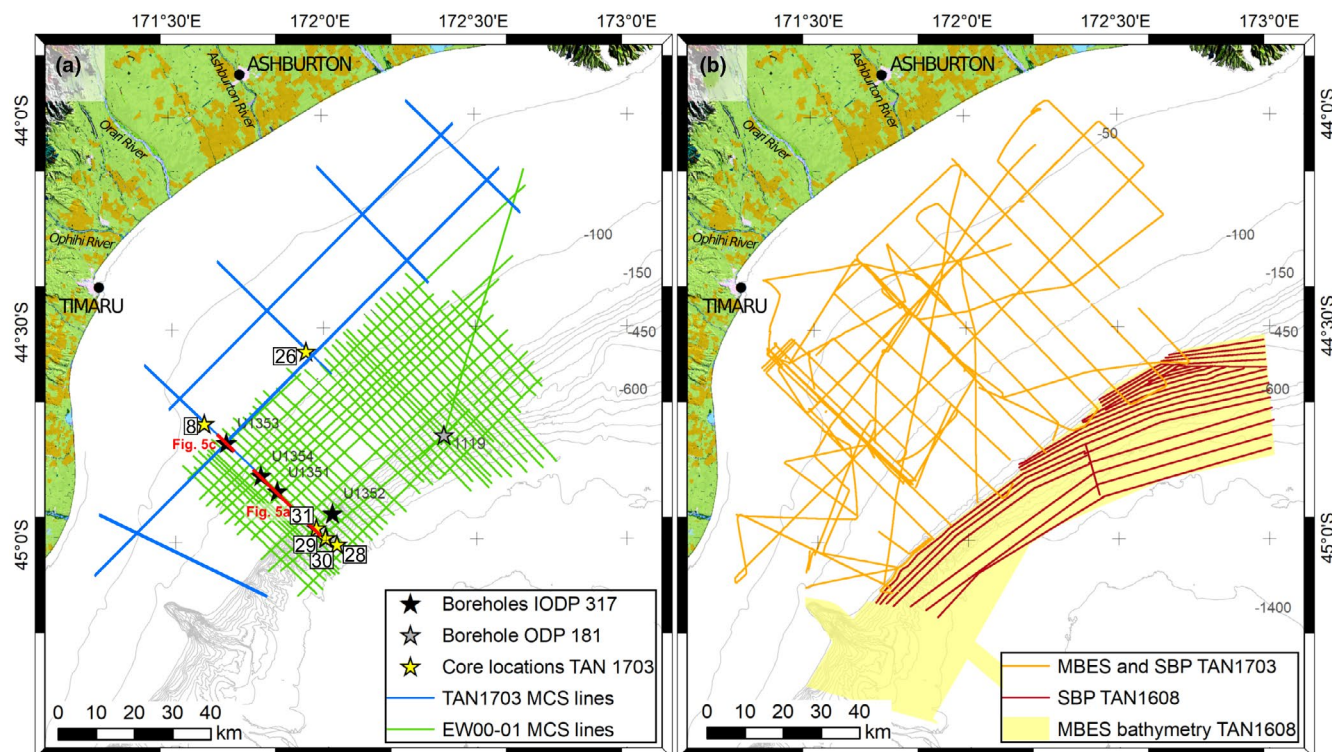 171°30'E 172°0'E 172°30'E 173°0'E
171°30'E 172°0'E 172°30'E 173°0'E
(a)
ASHBURTON
Ashburton River
Orari River
Ophihi River
TIMARU
44°0'S
44°30'S
45°0'S
-100
-150
-450
-600
26
8
U1353
Fig. 5c
U1354
U1351
1119
U1352
Fig. 5a
31
29
30
28
Boreholes IODP 317
Borehole ODP 181
Core locations TAN 1703
TAN1703 MCS lines
EW00-01 MCS lines
0 10 20 30 40
km
(b)
ASHBURTON
Ashburton River
Orari River
Ophihi River
TIMARU
-50
-100
-150
-450
-600
-1400
44°0'S
44°30'S
45°0'S
MBES and SBP TAN1703
SBP TAN1608
MBES bathymetry TAN1608
0 10 20 30 40
km